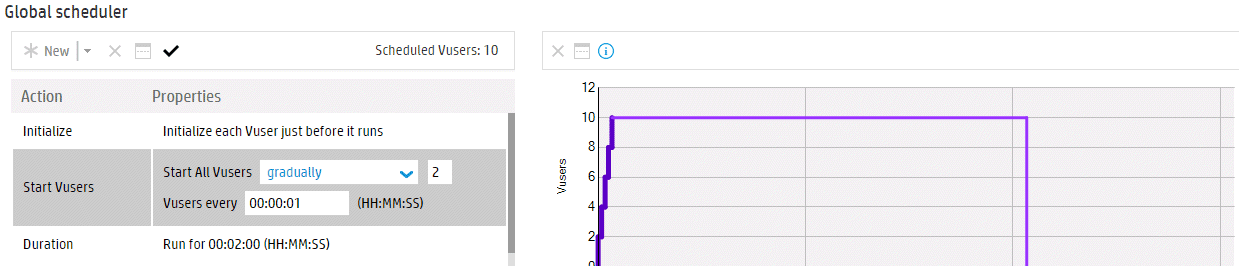 Global scheduler
New
Scheduled Vusers: 10
Action Properties
Initialize Initialize each Vuser just before it runs
Start Vusers
Start All Vusers gradually 2
Vusers every 00:00:01 (HH:MM:SS)
Duration Run for 00:02:00 (HH:MM:SS)
Vusers
12
10
8
6
4
2
0